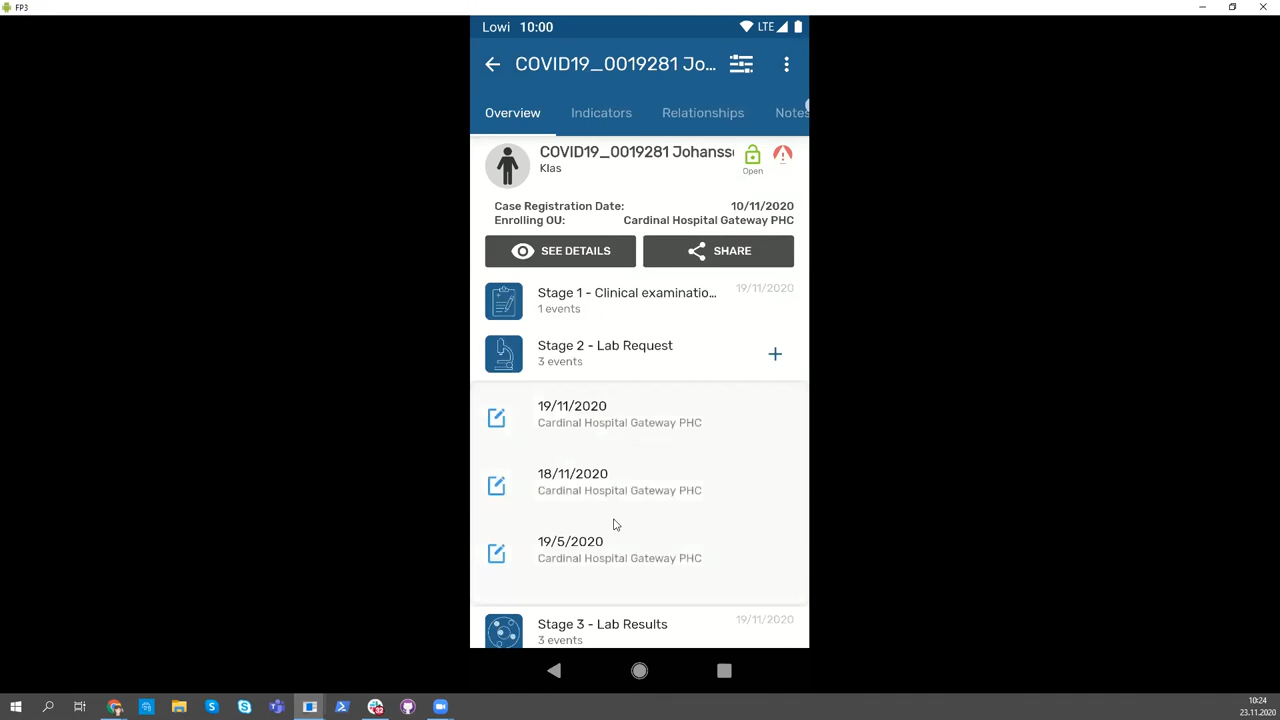 FP3
Lowi 10:00
LTE
COVID19_0019281 Jo...
Overview Indicators Relationships Notes
COVID19_0019281 Johansso
Klas
Open
Case Registration Date: 10/11/2020
Enrolling OU: Cardinal Hospital Gateway PHC
SEE DETAILS SHARE
Stage 1 - Clinical examinatio... 19/11/2020
1 events
Stage 2 - Lab Request
3 events
19/11/2020
Cardinal Hospital Gateway PHC
18/11/2020
Cardinal Hospital Gateway PHC
19/5/2020
Cardinal Hospital Gateway PHC
Stage 3 - Lab Results 19/11/2020
3 events
10:24
23.11.2020